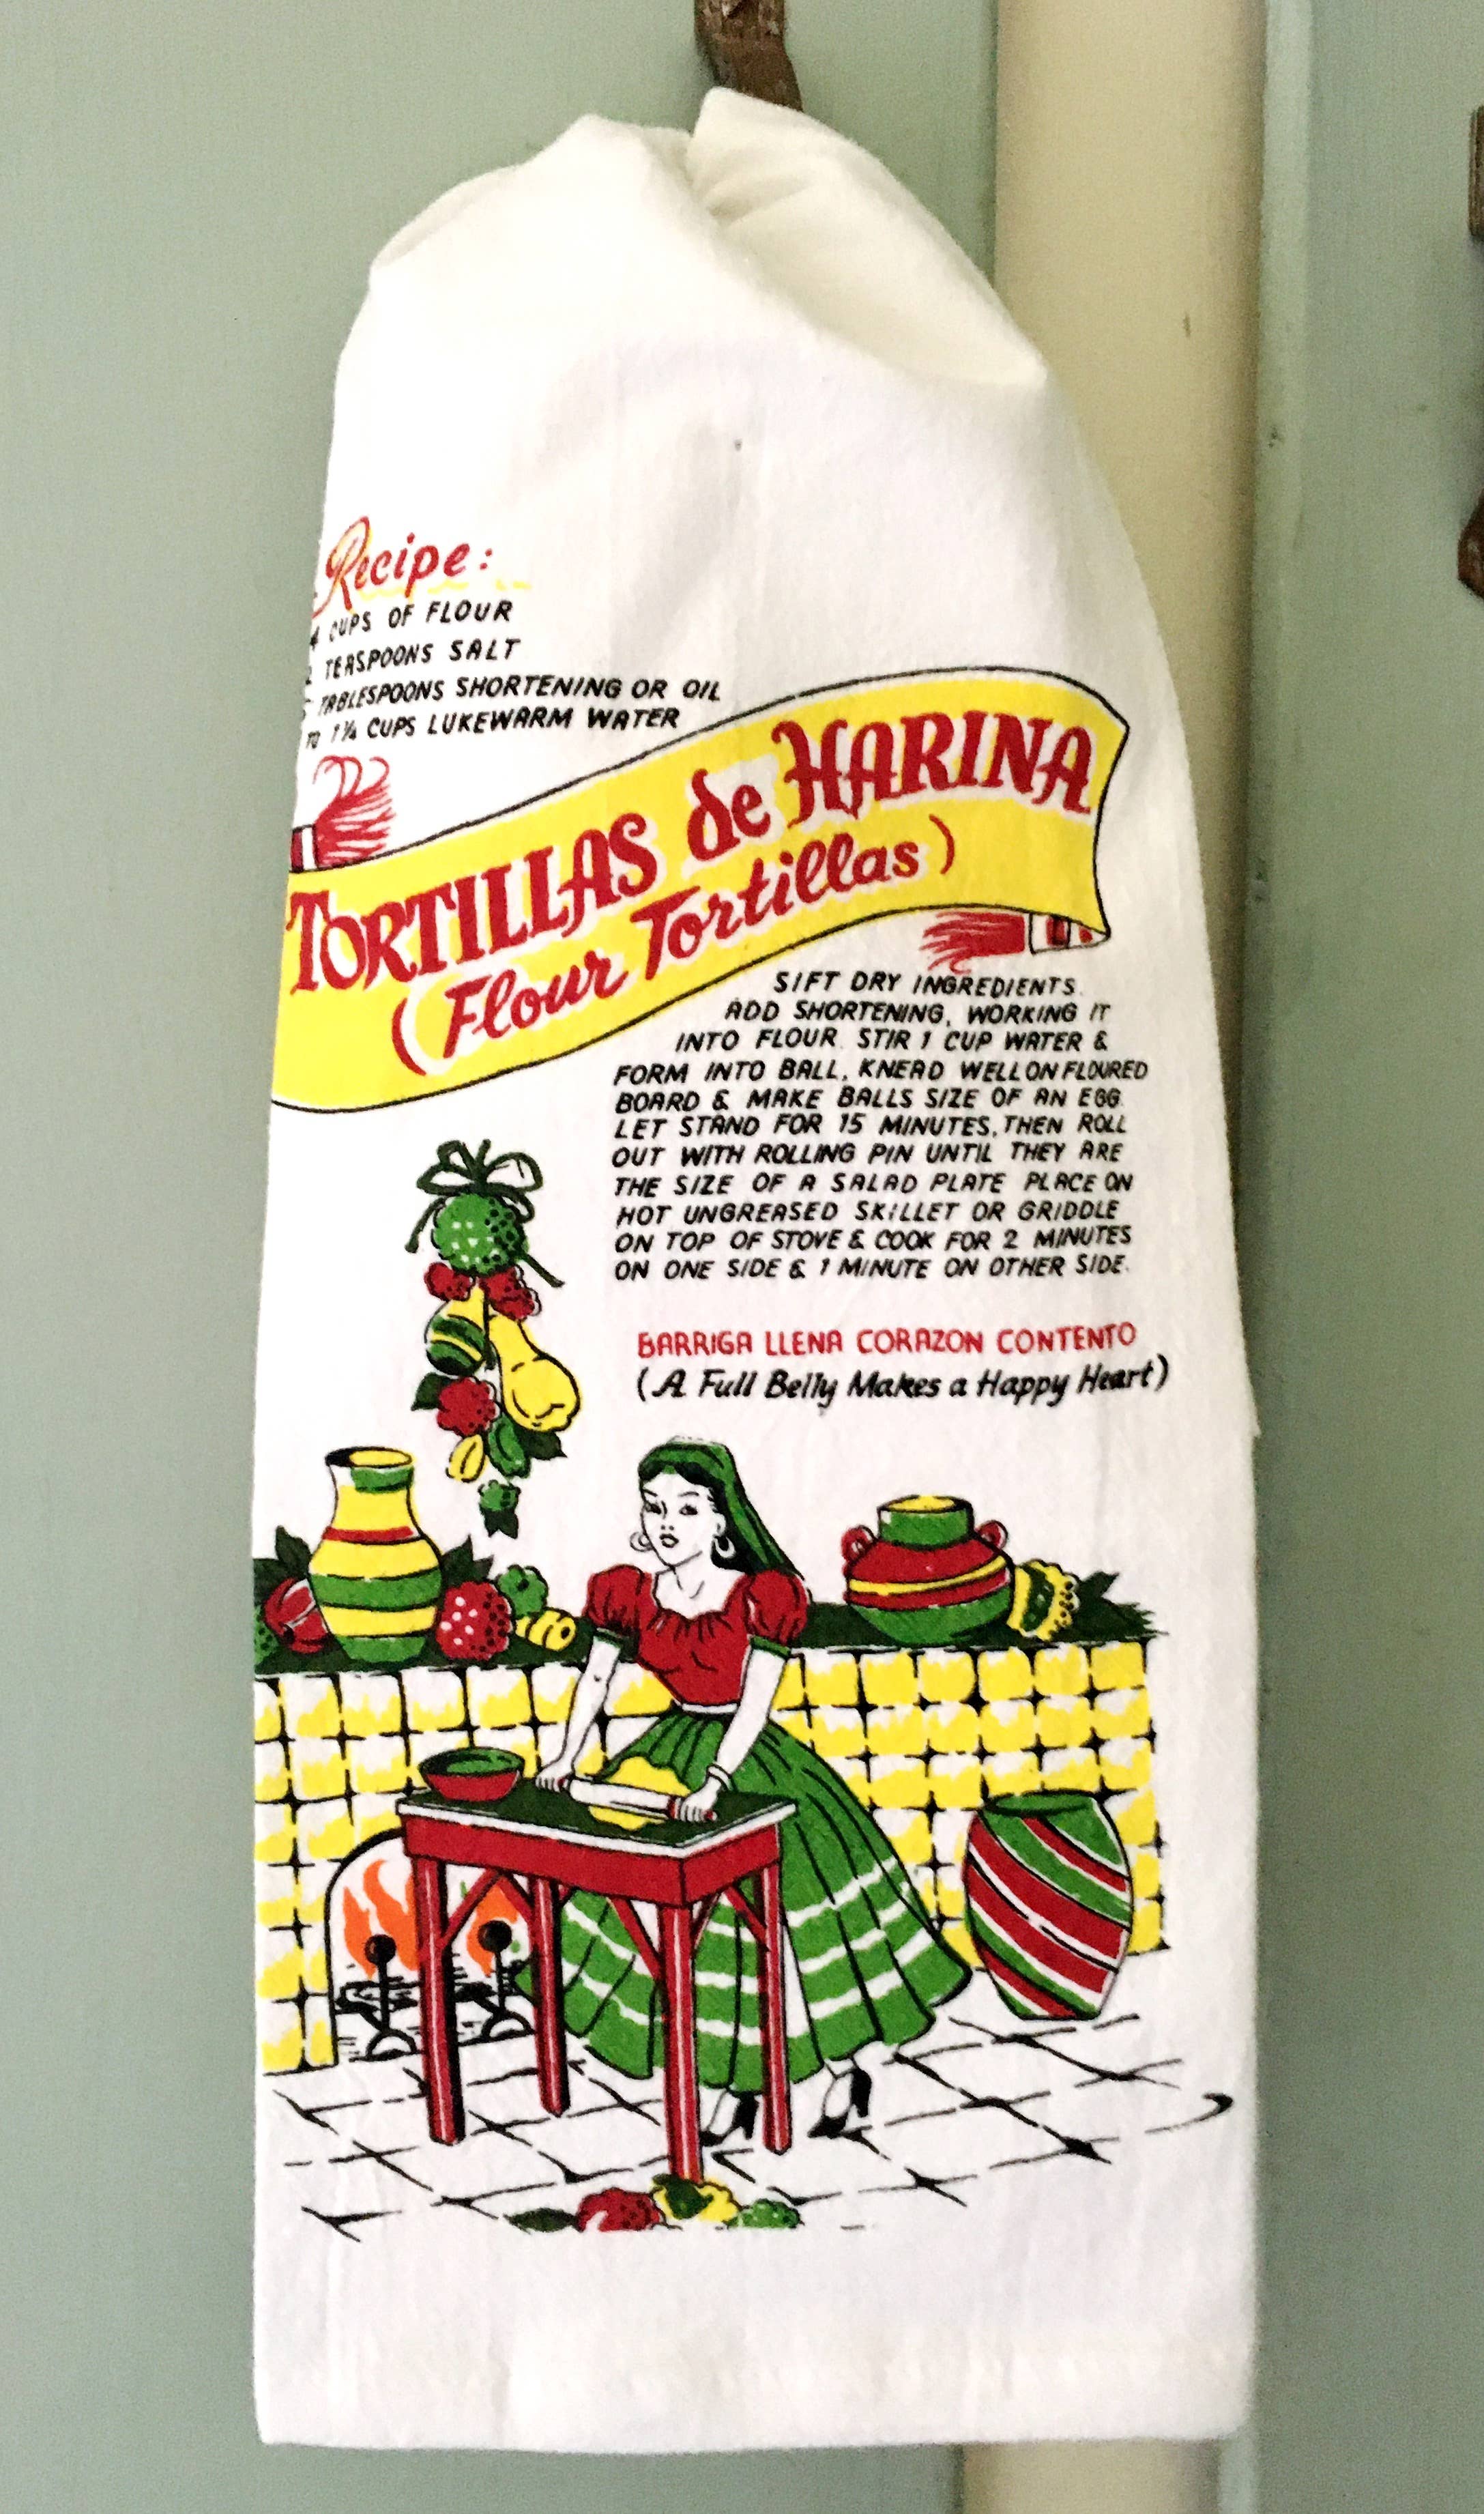 Recipe:
4 CUPS OF FLOUR
2 TEASPOONS SALT
TABLESPOONS SHORTENING OR OIL
TO 1¼ CUPS LUKEWARM WATER
TORTILLAS de HARINA
(Flour Tortillas)
SIFT DRY INGREDIENTS.
ADD SHORTENING, WORKING IT
INTO FLOUR. STIR 1 CUP WATER &
FORM INTO BALL, KNEAD WELL ON FLOURED
BOARD & MAKE BALLS SIZE OF AN EGG.
LET STAND FOR 15 MINUTES, THEN ROLL
OUT WITH ROLLING PIN UNTIL THEY ARE
THE SIZE OF A SALAD PLATE PLACE ON
HOT UNGREASED SKILLET OR GRIDDLE
ON TOP OF STOVE & COOK FOR 2 MINUTES
ON ONE SIDE & 1 MINUTE ON OTHER SIDE.
BARRIGA LLENA CORAZON CONTENTO
(A Full Belly Makes a Happy Heart)